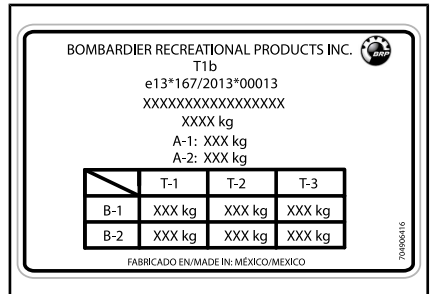 BOMBARDIER RECREATIONAL PRODUCTS INC.
BRP
T1b
e13*167/2013*00013
XXXXXXXXXXXXXXXXX
XXXX kg
A-1: XXX kg
A-2: XXX kg
T-1 T-2 T-3
B-1 XXX kg XXX kg XXX kg
B-2 XXX kg XXX kg XXX kg
FABRICADO EN/MADE IN: MÉXICO/MEXICO
704906416